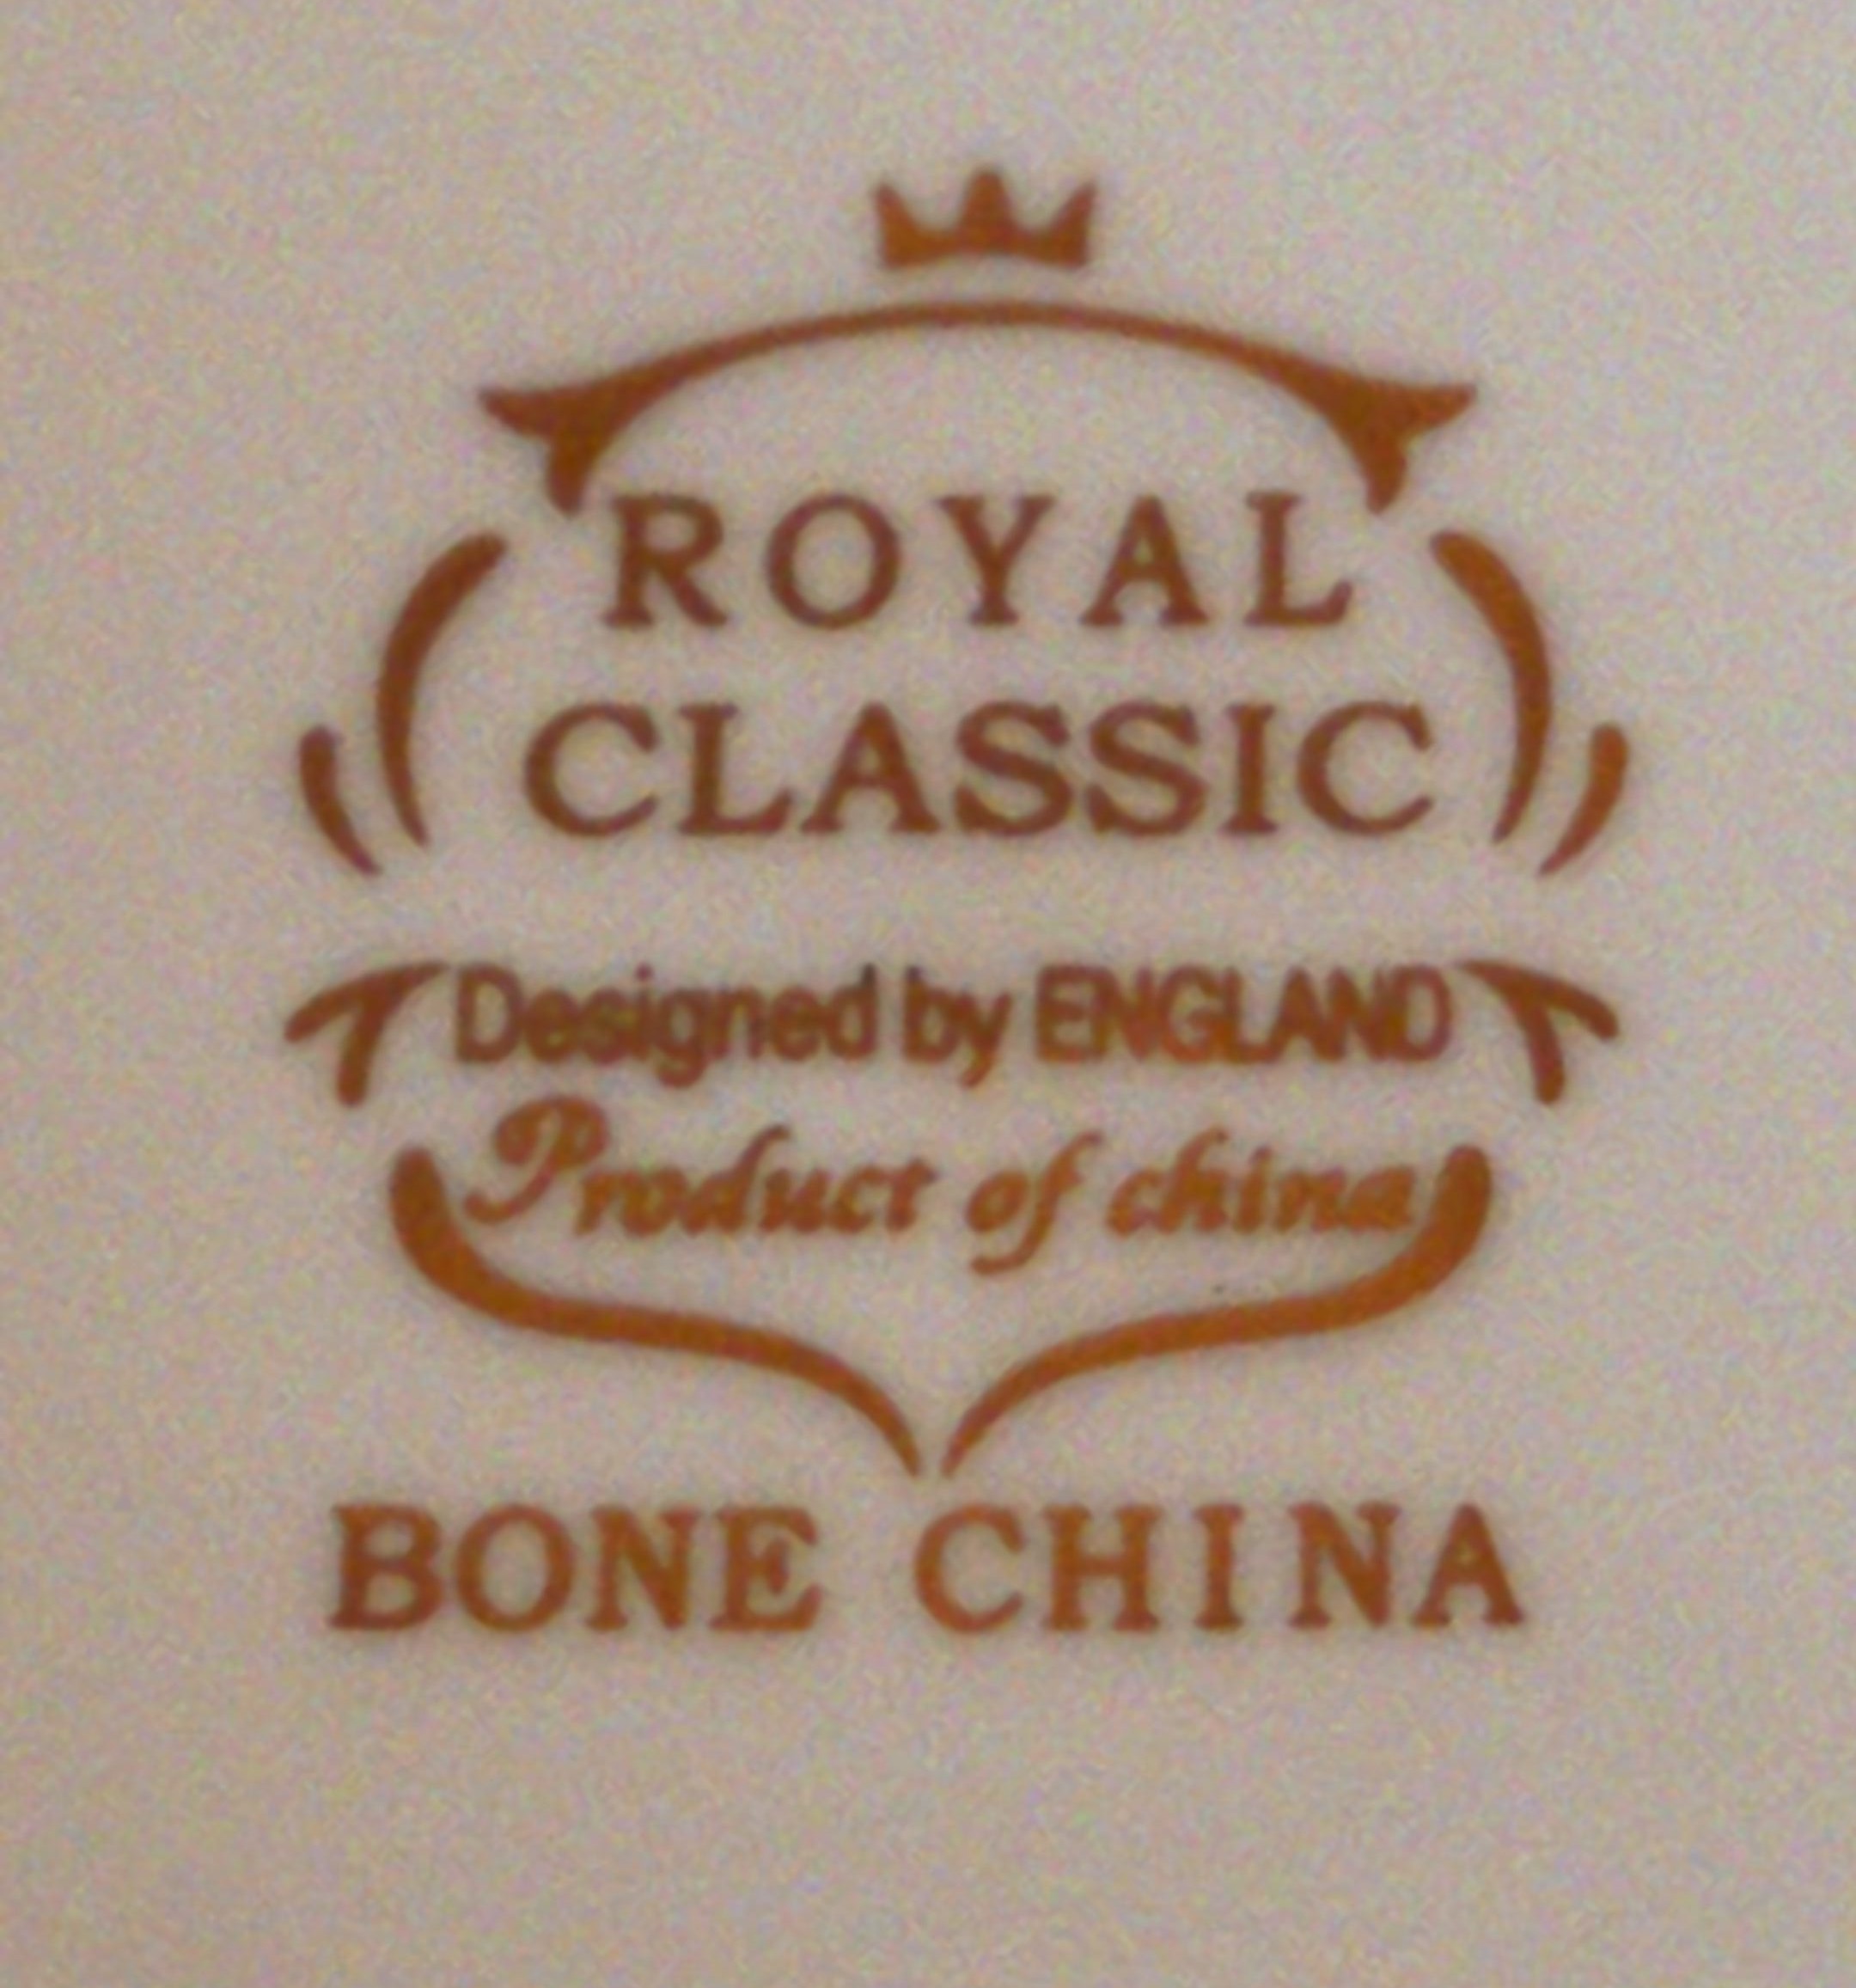 ROYAL
CLASSIC
Designed by ENGLAND
Product of china
BONE CHINA